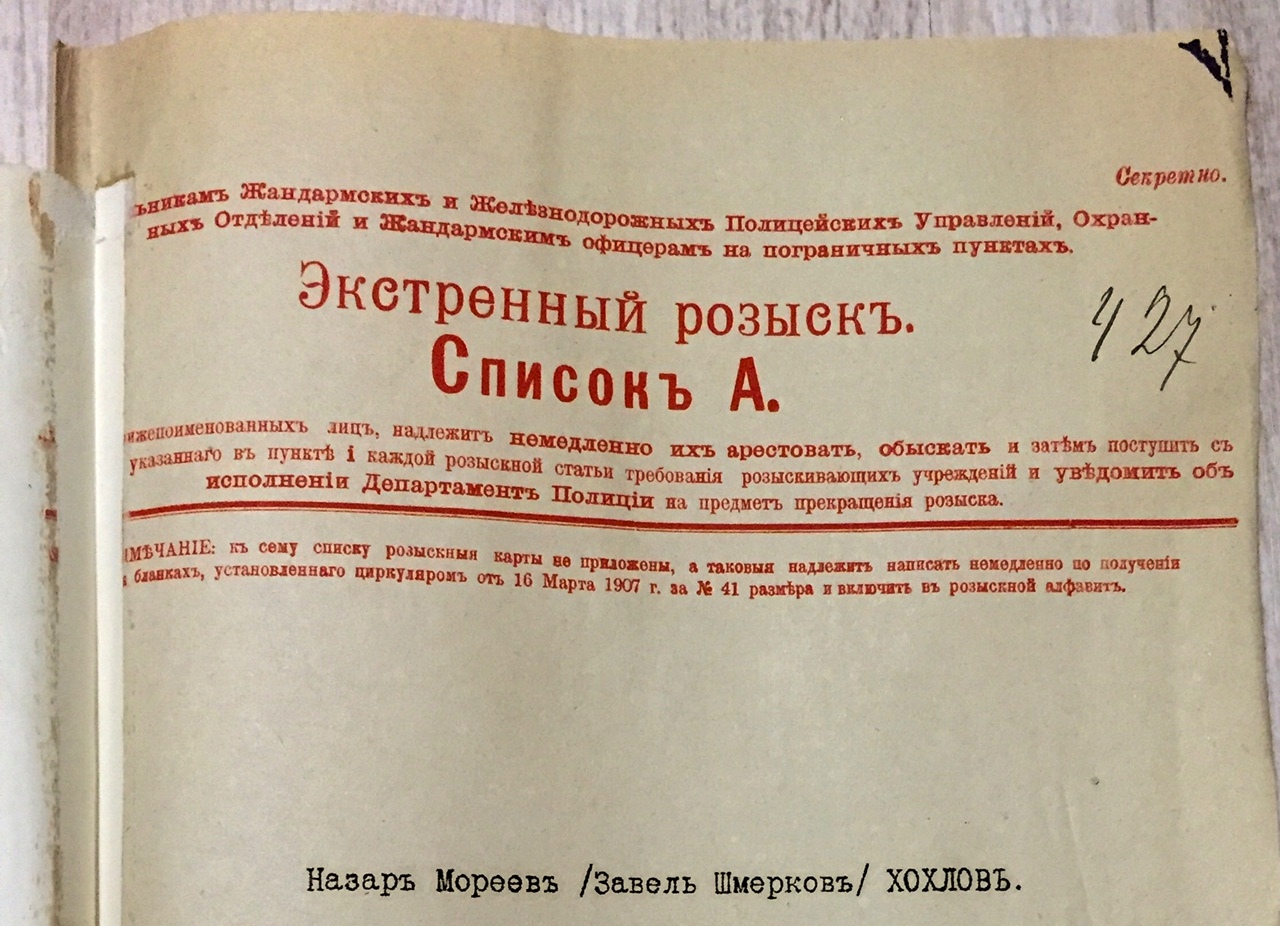 Секретно.
ьникамъ Жандармскихъ и Желѣзнодорожныхъ Полицейскихъ Управленій, Охран-
ныхъ Отдѣленій и Жандармскимъ офицерамъ на пограничныхъ пунктахъ.
Экстренный розыскъ.
427
Списокъ А.
ижепоименованныхъ лицъ, надлежитъ немедленно ихъ арестовать, обыскать и затѣмъ поступить съ
указаннаго въ пунктѣ і каждой розыскной статьи требованія розыскивающихъ учрежденій и увѣдомить объ
исполненіи Департаментъ Полиціи на предметъ прекращенія розыска.
ИМѢЧАНІЕ: къ сему списку розыскныя карты не приложены, а таковыя надлежитъ написать немедленно по полученіи
а бланкахъ, установленнаго циркуляромъ отъ 16 Марта 1907 г. за № 41 размѣра и включить въ розыскной алфавитъ.
Назаръ Мореевъ /Завель Шмерковъ/ ХОХЛОВЪ.